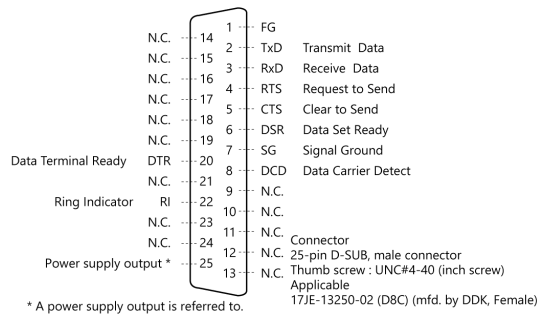 1 FG
N.C. 14
2 TxD Transmit Data
N.C. 15
3 RxD Receive Data
N.C. 16
4 RTS Request to Send
N.C. 17
5 CTS Clear to Send
N.C. 18
6 DSR Data Set Ready
N.C. 19
7 SG Signal Ground
Data Terminal Ready DTR 20
8 DCD Data Carrier Detect
N.C. 21
9 N.C.
Ring Indicator RI 22
10 N.C.
N.C. 23
11 N.C.
N.C. 24
12 N.C.
Power supply output * 25
13 N.C.
Connector
25-pin D-SUB, male connector
Thumb screw : UNC#4-40 (inch screw)
Applicable
17JE-13250-02 (D8C) (mfd. by DDK, Female)
* A power supply output is referred to.